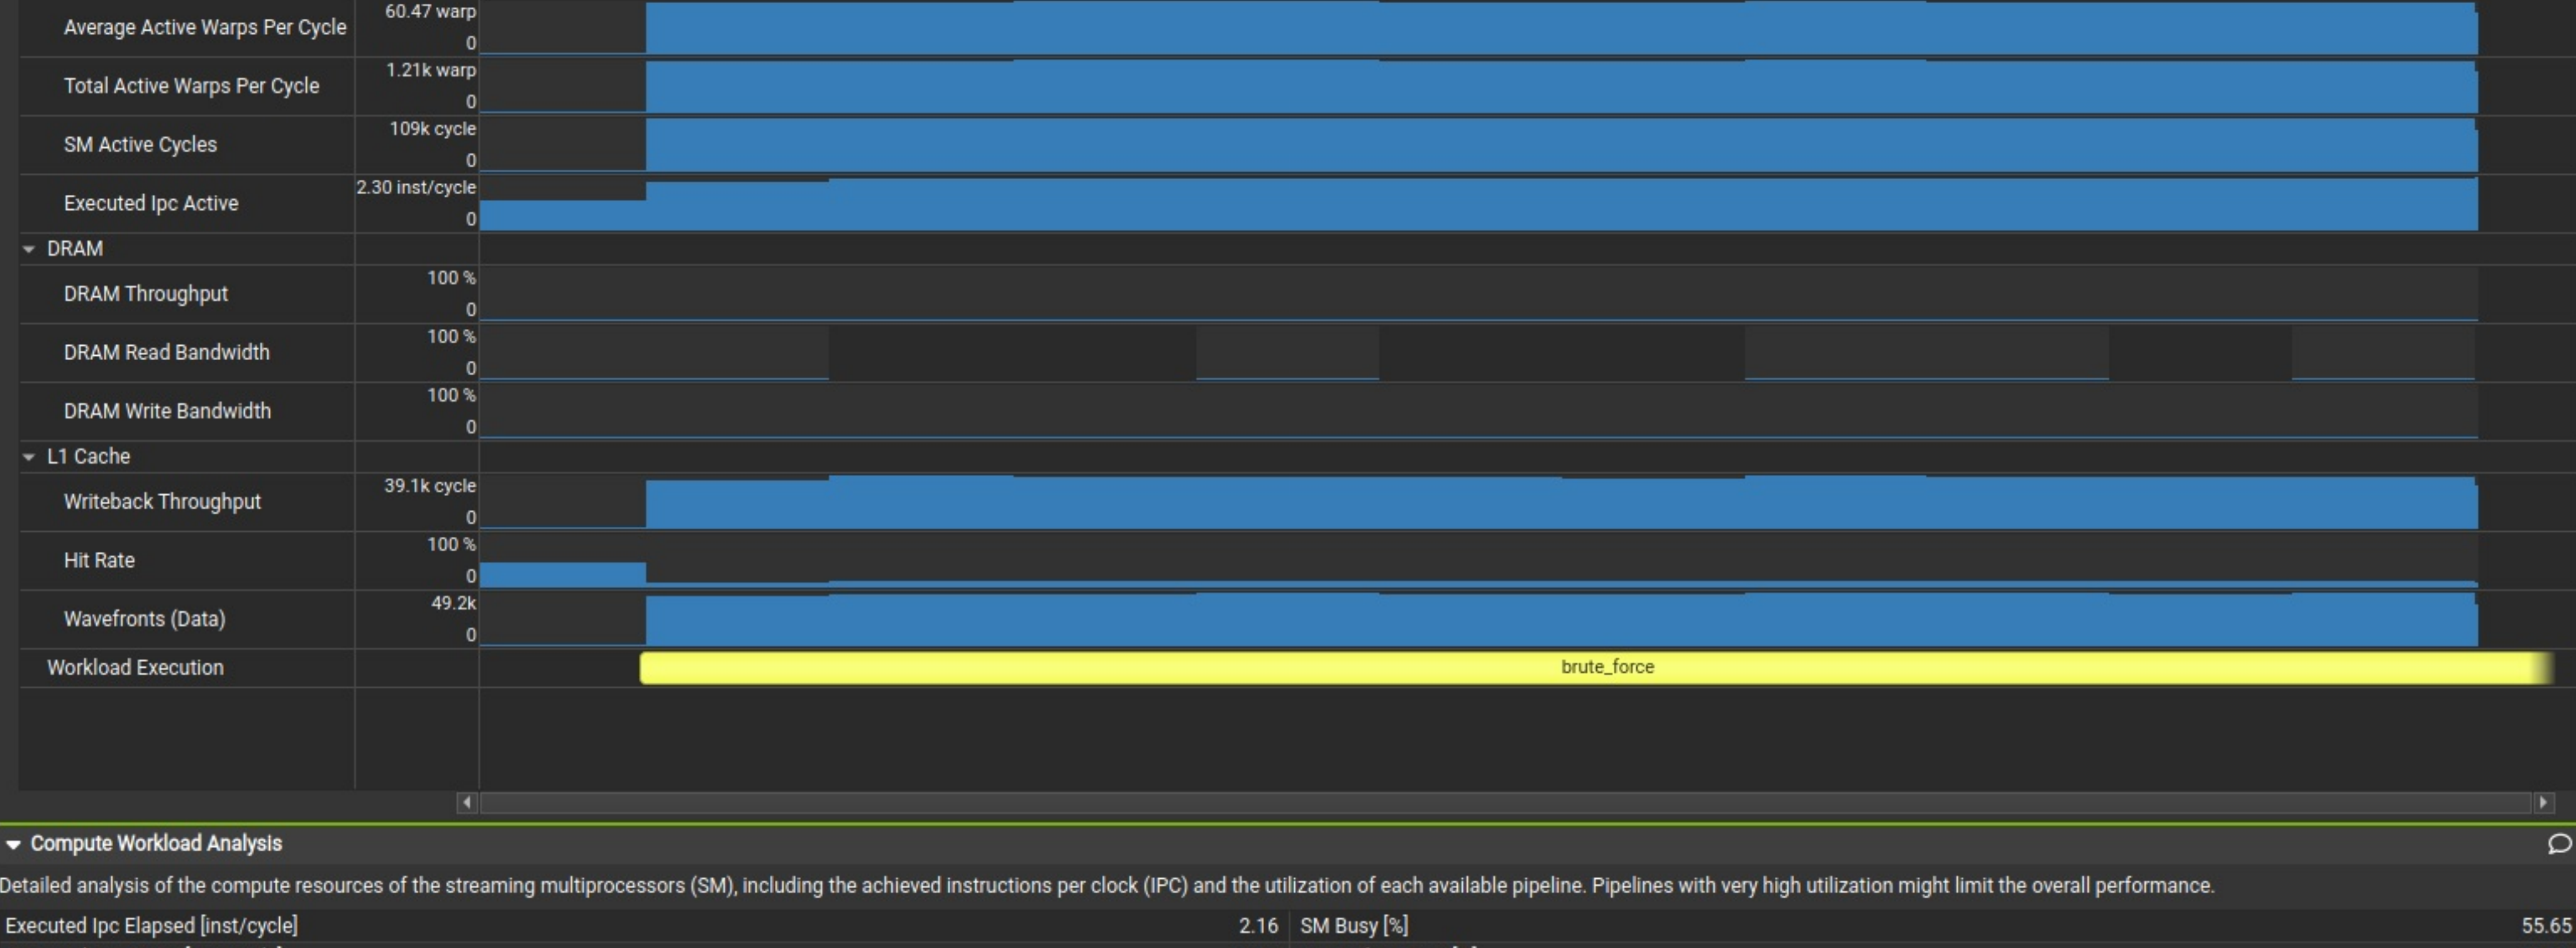 Average Active Warps Per Cycle 60.47 warp
0
Total Active Warps Per Cycle 1.21k warp
0
SM Active Cycles 109k cycle
0
Executed Ipc Active 2.30 inst/cycle
0
DRAM
DRAM Throughput 100 %
0
DRAM Read Bandwidth 100 %
0
DRAM Write Bandwidth 100 %
0
L1 Cache
Writeback Throughput 39.1k cycle
0
Hit Rate 100 %
0
Wavefronts (Data) 49.2k
0
Workload Execution brute_force
Compute Workload Analysis
Detailed analysis of the compute resources of the streaming multiprocessors (SM), including the achieved instructions per clock (IPC) and the utilization of each available pipeline. Pipelines with very high utilization might limit the overall performance.
Executed Ipc Elapsed [inst/cycle] 2.16 SM Busy [%] 55.65